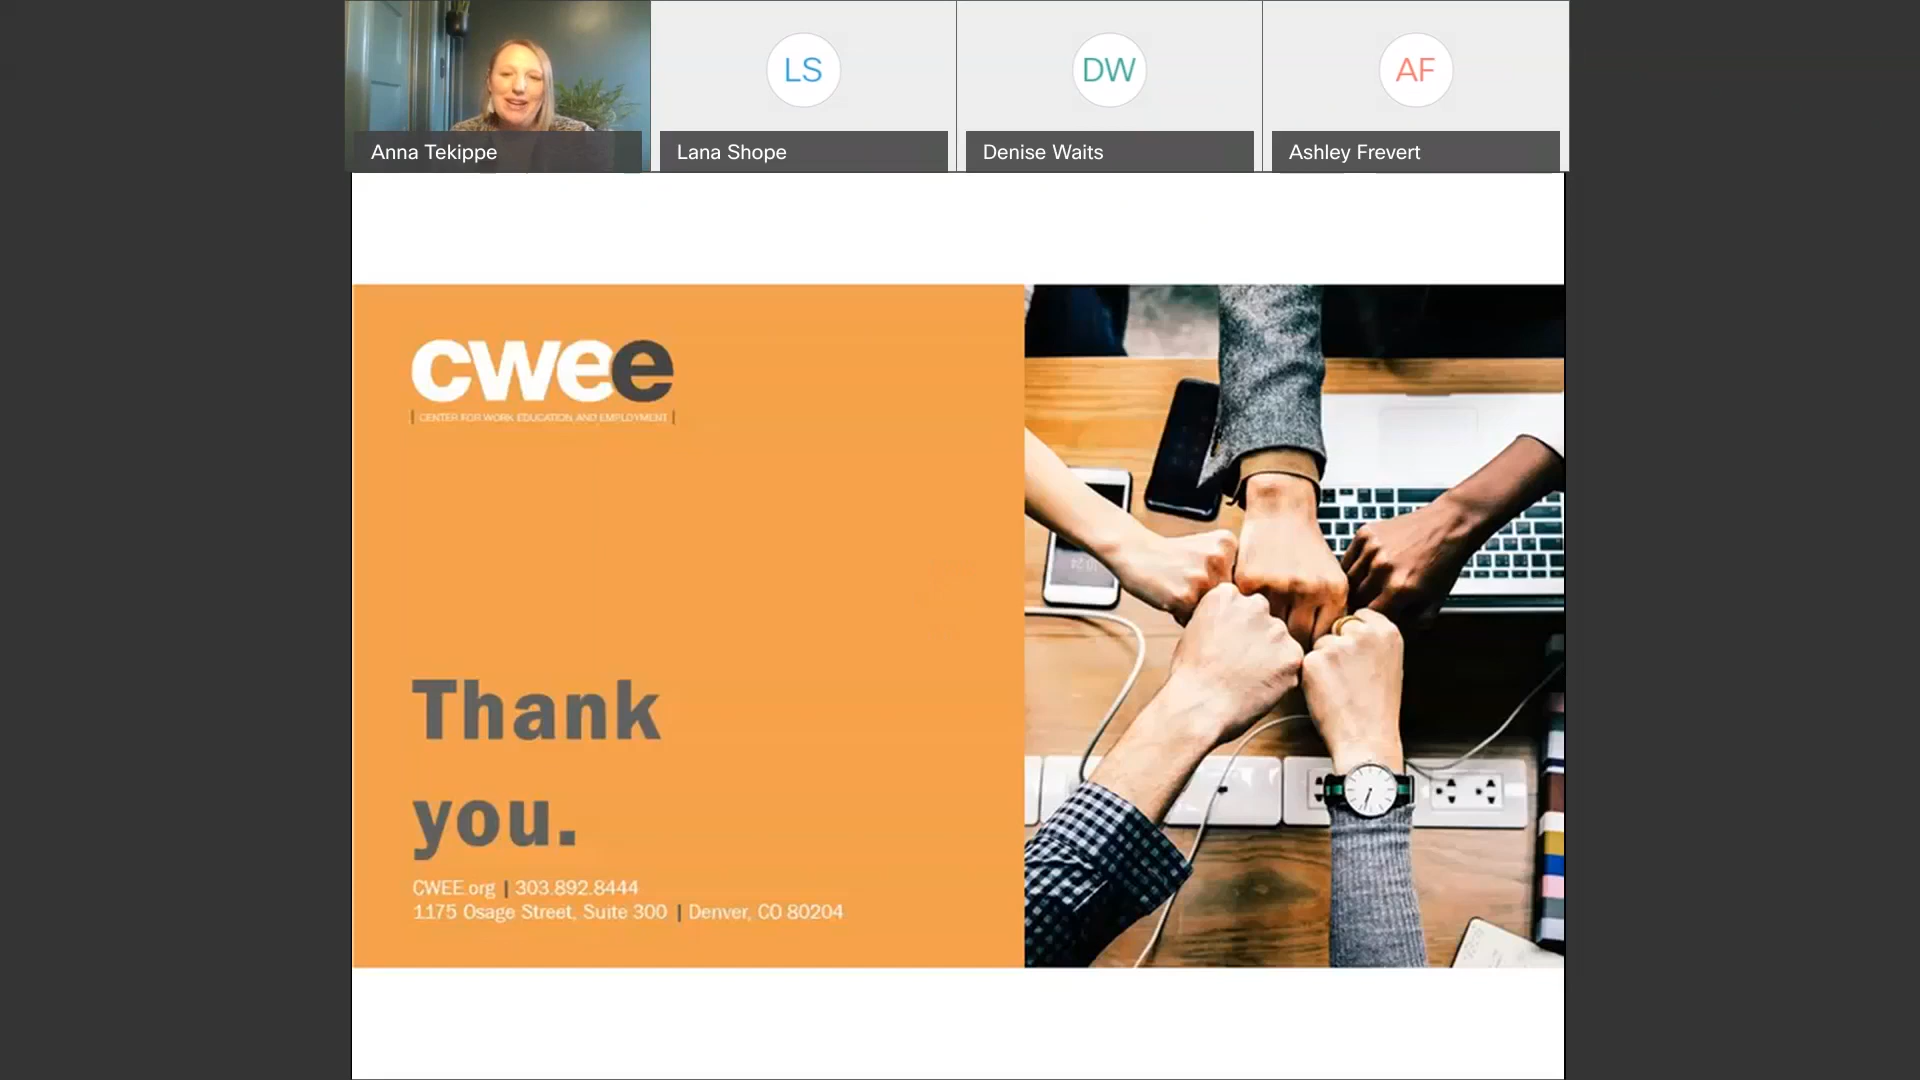 LS
DW
AF
Anna Tekippe
Lana Shope
Denise Waits
Ashley Frevert
cwee
| CENTER FOR WORK EDUCATION AND EMPLOYMENT |
Thank
you.
CWEE.org | 303.892.8444
1175 Osage Street, Suite 300 | Denver, CO 80204